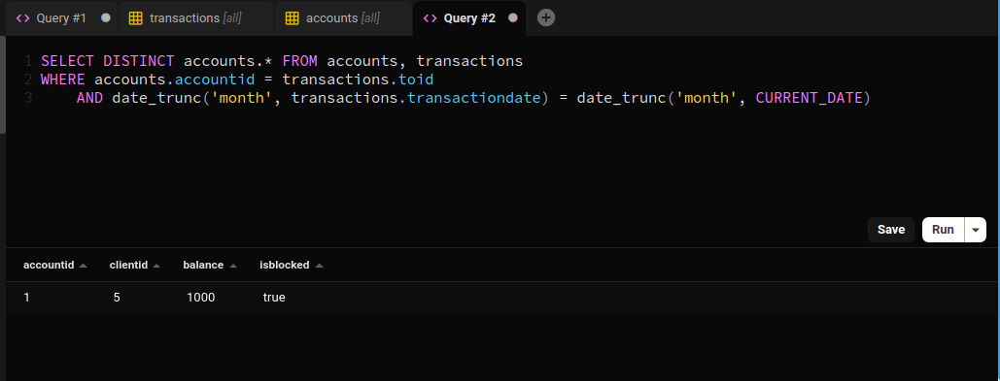 Query #1 transactions [all] accounts [all] Query #2
1 SELECT DISTINCT accounts.* FROM accounts, transactions
2 WHERE accounts.accountid = transactions.toid
3 AND date_trunc('month', transactions.transactiondate) = date_trunc('month', CURRENT_DATE)
Save Run
accountid clientid balance isblocked
1 5 1000 true